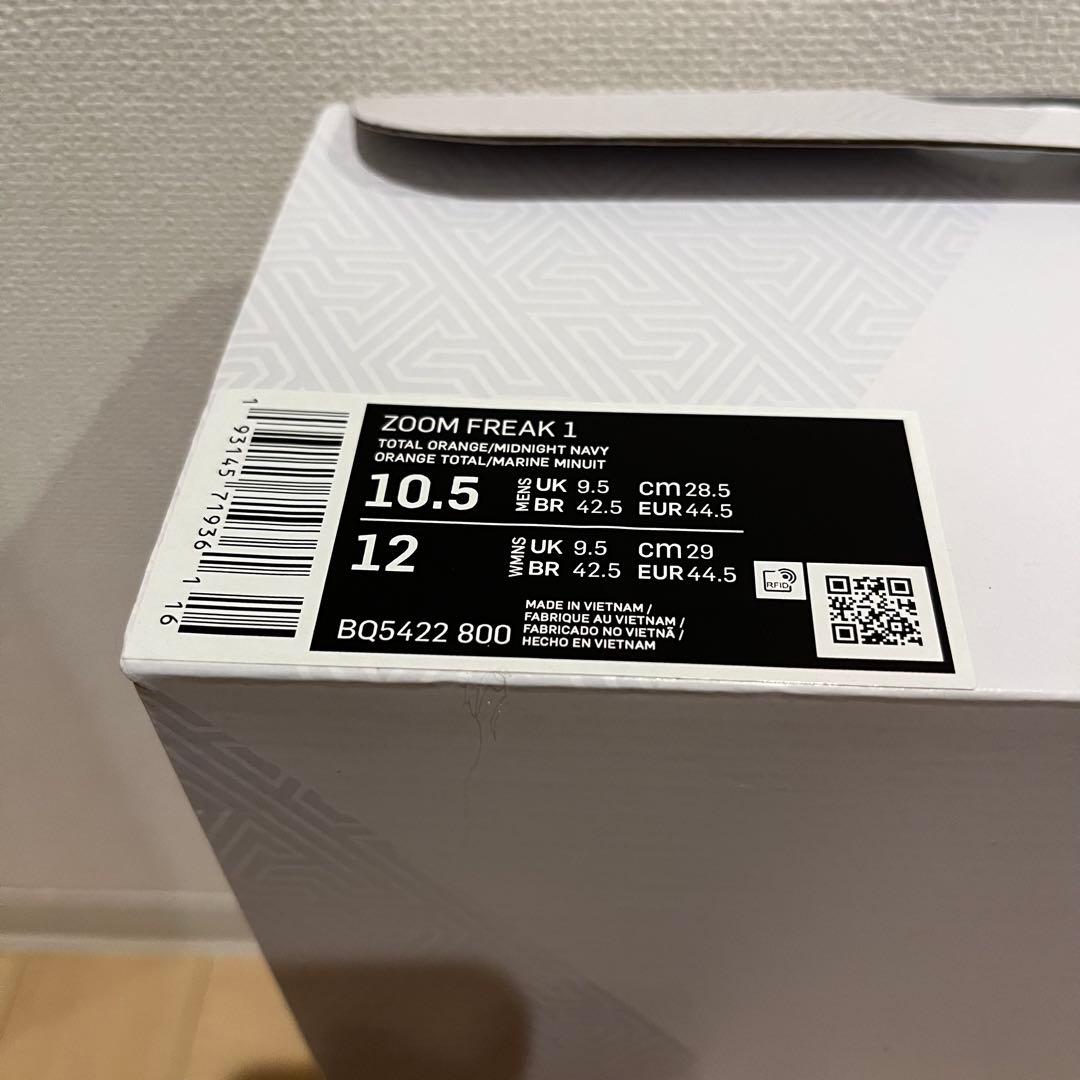 ZOOM FREAK 1
TOTAL ORANGE/MIDNIGHT NAVY
ORANGE TOTAL/MARINE MINUIT
10.5 MENS UK 9.5 cm 28.5
BR 42.5 EUR 44.5
12 WMNS UK 9.5 cm 29
BR 42.5 EUR 44.5
RFID
BQ5422 800
MADE IN VIETNAM /
FABRIQUE AU VIETNAM /
FABRICADO NO VIETNÃ /
HECHO EN VIETNAM
1 93145 71936 1 16